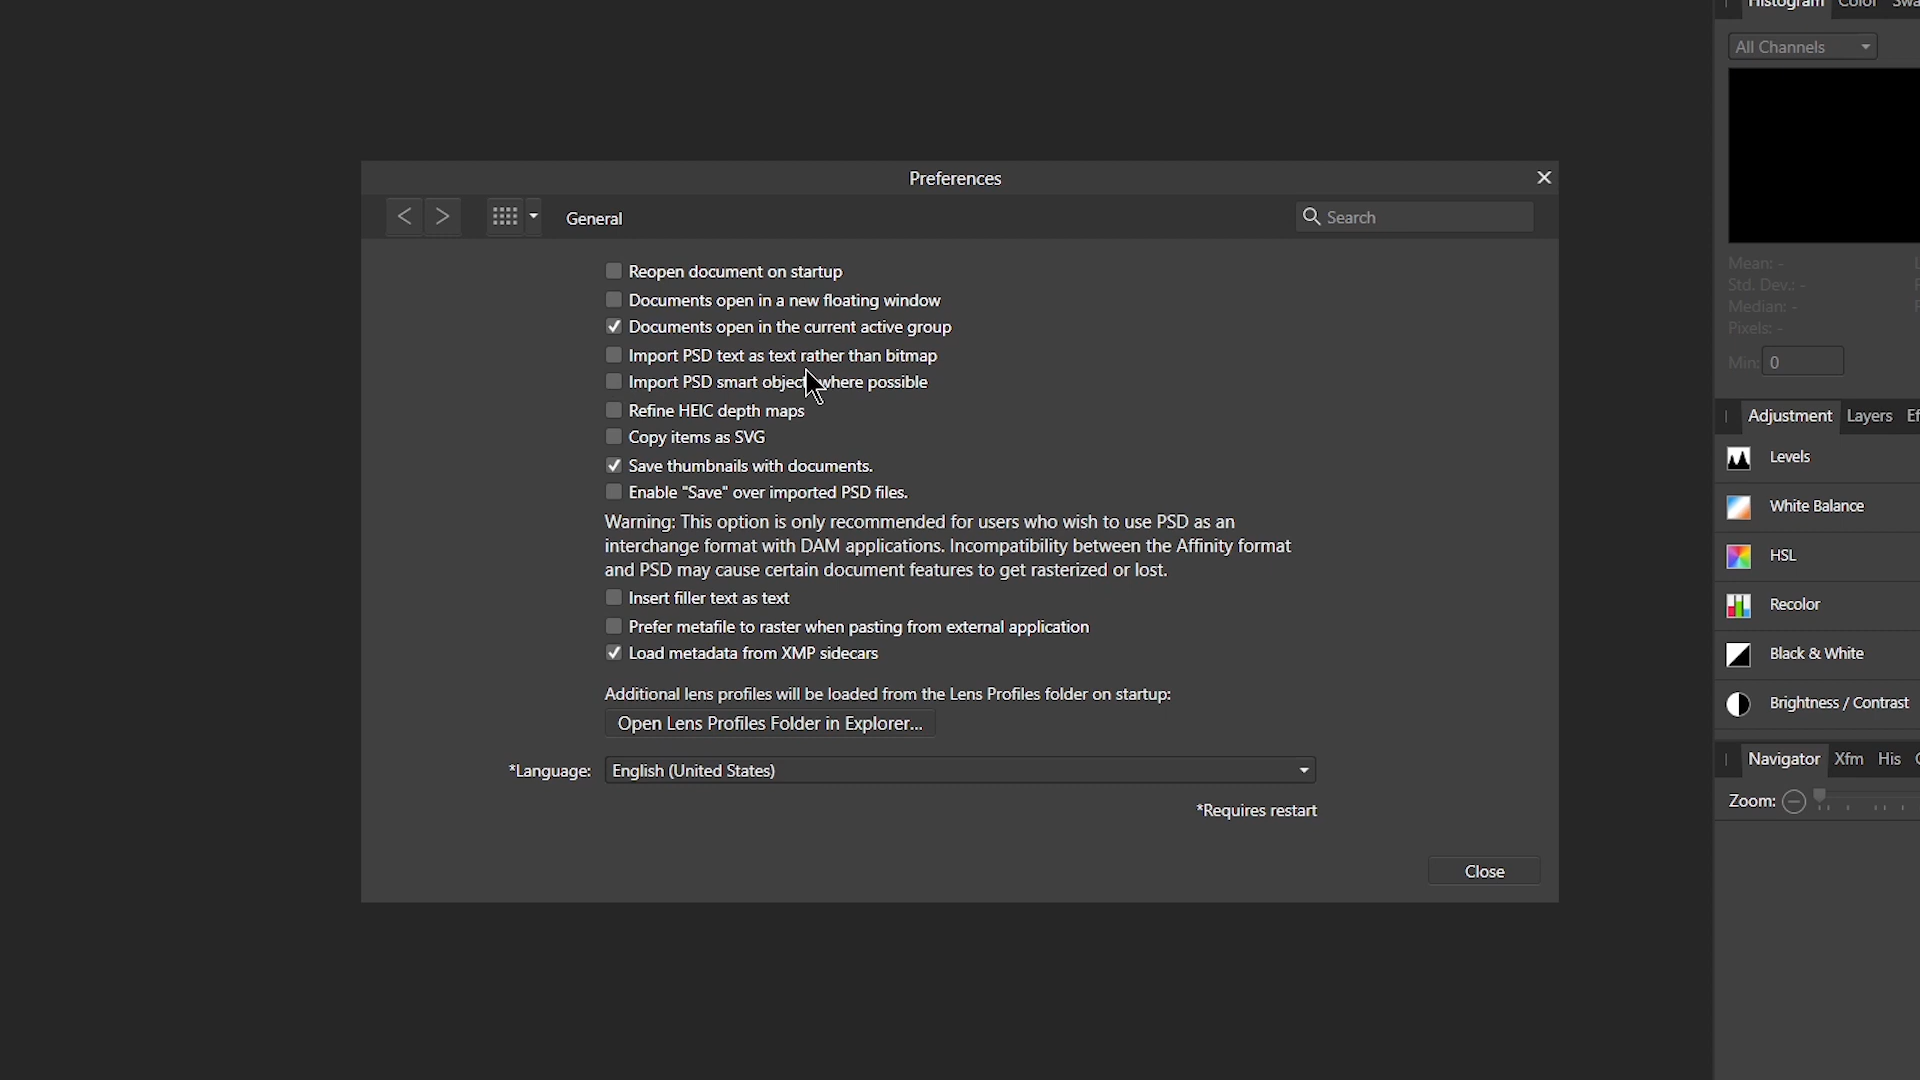 Histogram Color
All Channels
Preferences
General
Search
Mean: -
Std. Dev.: -
Median: -
Pixels: -
Min: 0
Reopen document on startup
Documents open in a new floating window
Documents open in the current active group
Import PSD text as text rather than bitmap
Import PSD smart object where possible
Refine HEIC depth maps
Copy items as SVG
Save thumbnails with documents.
Enable "Save" over imported PSD files.
Warning: This option is only recommended for users who wish to use PSD as an
interchange format with DAM applications. Incompatibility between the Affinity format
and PSD may cause certain document features to get rasterized or lost.
Insert filler text as text
Prefer metafile to raster when pasting from external application
Load metadata from XMP sidecars
Additional lens profiles will be loaded from the Lens Profiles folder on startup:
Open Lens Profiles Folder in Explorer...
*Language: English (United States)
*Requires restart
Close
Adjustment Layers
Levels
White Balance
HSL
Recolor
Black & White
Brightness / Contrast
Navigator Xfm His
Zoom: